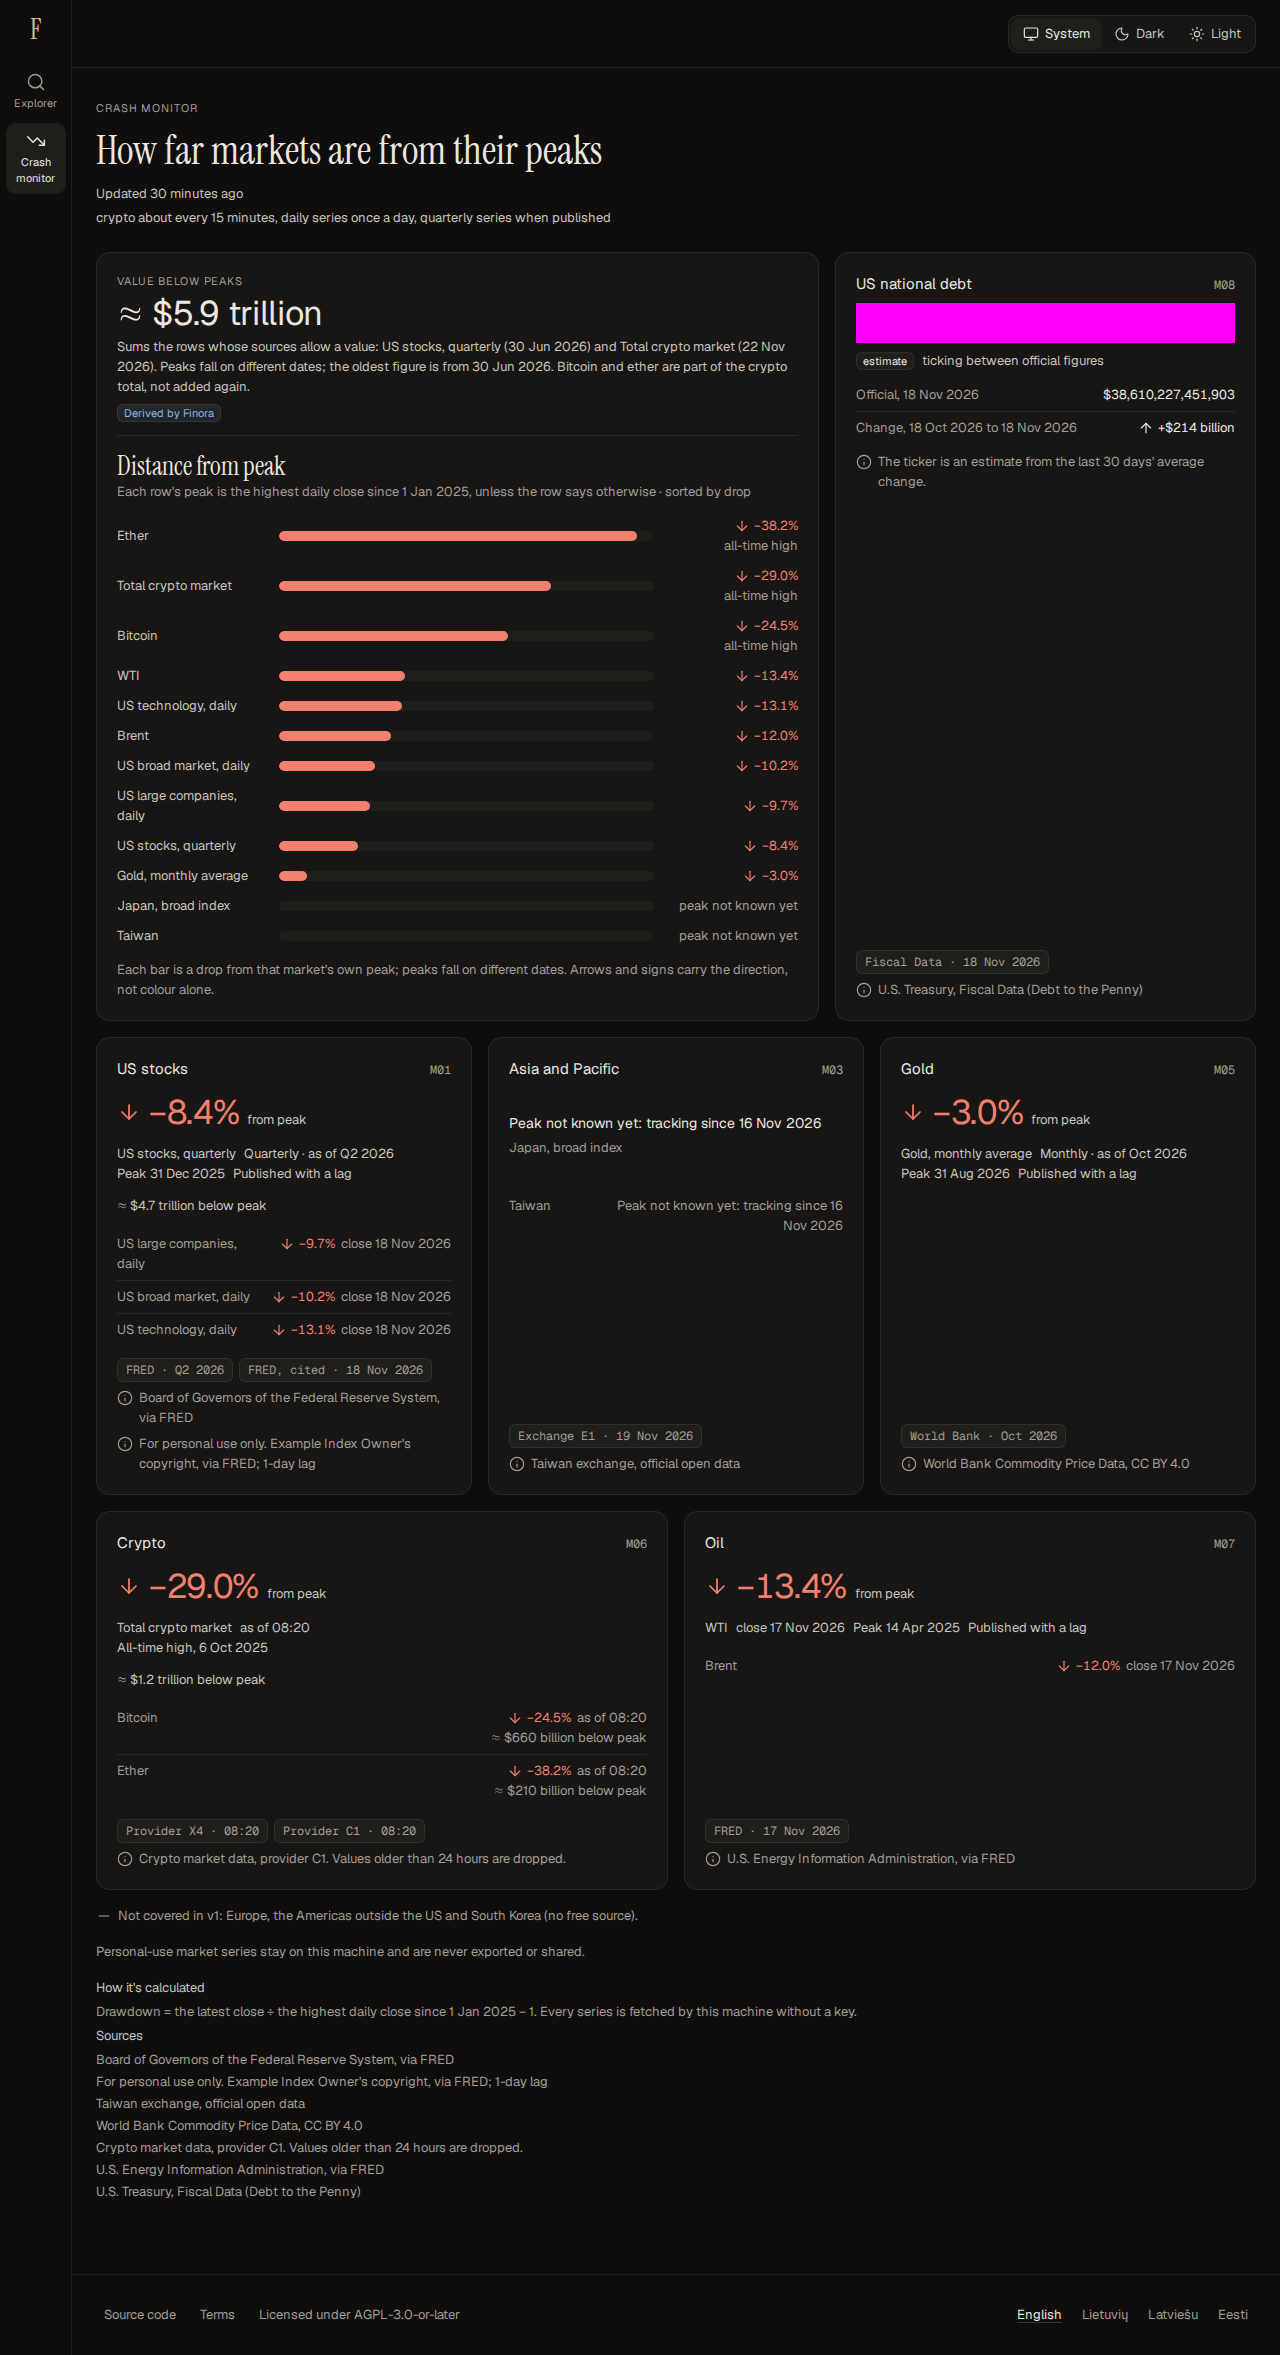 F
System
Dark
Light
Explorer
Crash
monitor
CRASH MONITOR
How far markets are from their peaks
Updated 30 minutes ago
crypto about every 15 minutes, daily series once a day, quarterly series when published
VALUE BELOW PEAKS
≈ $5.9 trillion
Sums the rows whose sources allow a value: US stocks, quarterly (30 Jun 2026) and Total crypto market (22 Nov
2026). Peaks fall on different dates; the oldest figure is from 30 Jun 2026. Bitcoin and ether are part of the crypto
total, not added again.
Derived by Finora
Distance from peak
Each row's peak is the highest daily close since 1 Jan 2025, unless the row says otherwise · sorted by drop
Ether
↓ −38.2%
all-time high
Total crypto market
↓ −29.0%
all-time high
Bitcoin
↓ −24.5%
all-time high
WTI
↓ −13.4%
US technology, daily
↓ −13.1%
Brent
↓ −12.0%
US broad market, daily
↓ −10.2%
US large companies,
daily
↓ −9.7%
US stocks, quarterly
↓ −8.4%
Gold, monthly average
↓ −3.0%
Japan, broad index
peak not known yet
Taiwan
peak not known yet
Each bar is a drop from that market's own peak; peaks fall on different dates. Arrows and signs carry the direction,
not colour alone.
US national debt
M08
estimate
ticking between official figures
Official, 18 Nov 2026
$38,610,227,451,903
Change, 18 Oct 2026 to 18 Nov 2026
↑ +$214 billion
The ticker is an estimate from the last 30 days' average
change.
Fiscal Data · 18 Nov 2026
U.S. Treasury, Fiscal Data (Debt to the Penny)
US stocks
M01
↓ −8.4% from peak
US stocks, quarterly Quarterly · as of Q2 2026
Peak 31 Dec 2025 Published with a lag
≈ $4.7 trillion below peak
US large companies,
daily
↓ −9.7% close 18 Nov 2026
US broad market, daily
↓ −10.2% close 18 Nov 2026
US technology, daily
↓ −13.1% close 18 Nov 2026
FRED · Q2 2026
FRED, cited · 18 Nov 2026
Board of Governors of the Federal Reserve System,
via FRED
For personal use only. Example Index Owner's
copyright, via FRED; 1-day lag
Asia and Pacific
M03
Peak not known yet: tracking since 16 Nov 2026
Japan, broad index
Taiwan
Peak not known yet: tracking since 16
Nov 2026
Exchange E1 · 19 Nov 2026
Taiwan exchange, official open data
Gold
M05
↓ −3.0% from peak
Gold, monthly average Monthly · as of Oct 2026
Peak 31 Aug 2026 Published with a lag
World Bank · Oct 2026
World Bank Commodity Price Data, CC BY 4.0
Crypto
M06
↓ −29.0% from peak
Total crypto market as of 08:20
All-time high, 6 Oct 2025
≈ $1.2 trillion below peak
Bitcoin
↓ −24.5% as of 08:20
≈ $660 billion below peak
Ether
↓ −38.2% as of 08:20
≈ $210 billion below peak
Provider X4 · 08:20
Provider C1 · 08:20
Crypto market data, provider C1. Values older than 24 hours are dropped.
Oil
M07
↓ −13.4% from peak
WTI close 17 Nov 2026 Peak 14 Apr 2025 Published with a lag
Brent
↓ −12.0% close 17 Nov 2026
FRED · 17 Nov 2026
U.S. Energy Information Administration, via FRED
— Not covered in v1: Europe, the Americas outside the US and South Korea (no free source).
Personal-use market series stay on this machine and are never exported or shared.
How it's calculated
Drawdown = the latest close ÷ the highest daily close since 1 Jan 2025 − 1. Every series is fetched by this machine without a key.
Sources
Board of Governors of the Federal Reserve System, via FRED
For personal use only. Example Index Owner's copyright, via FRED; 1-day lag
Taiwan exchange, official open data
World Bank Commodity Price Data, CC BY 4.0
Crypto market data, provider C1. Values older than 24 hours are dropped.
U.S. Energy Information Administration, via FRED
U.S. Treasury, Fiscal Data (Debt to the Penny)
Source code
Terms
Licensed under AGPL-3.0-or-later
English
Lietuvių
Latviešu
Eesti